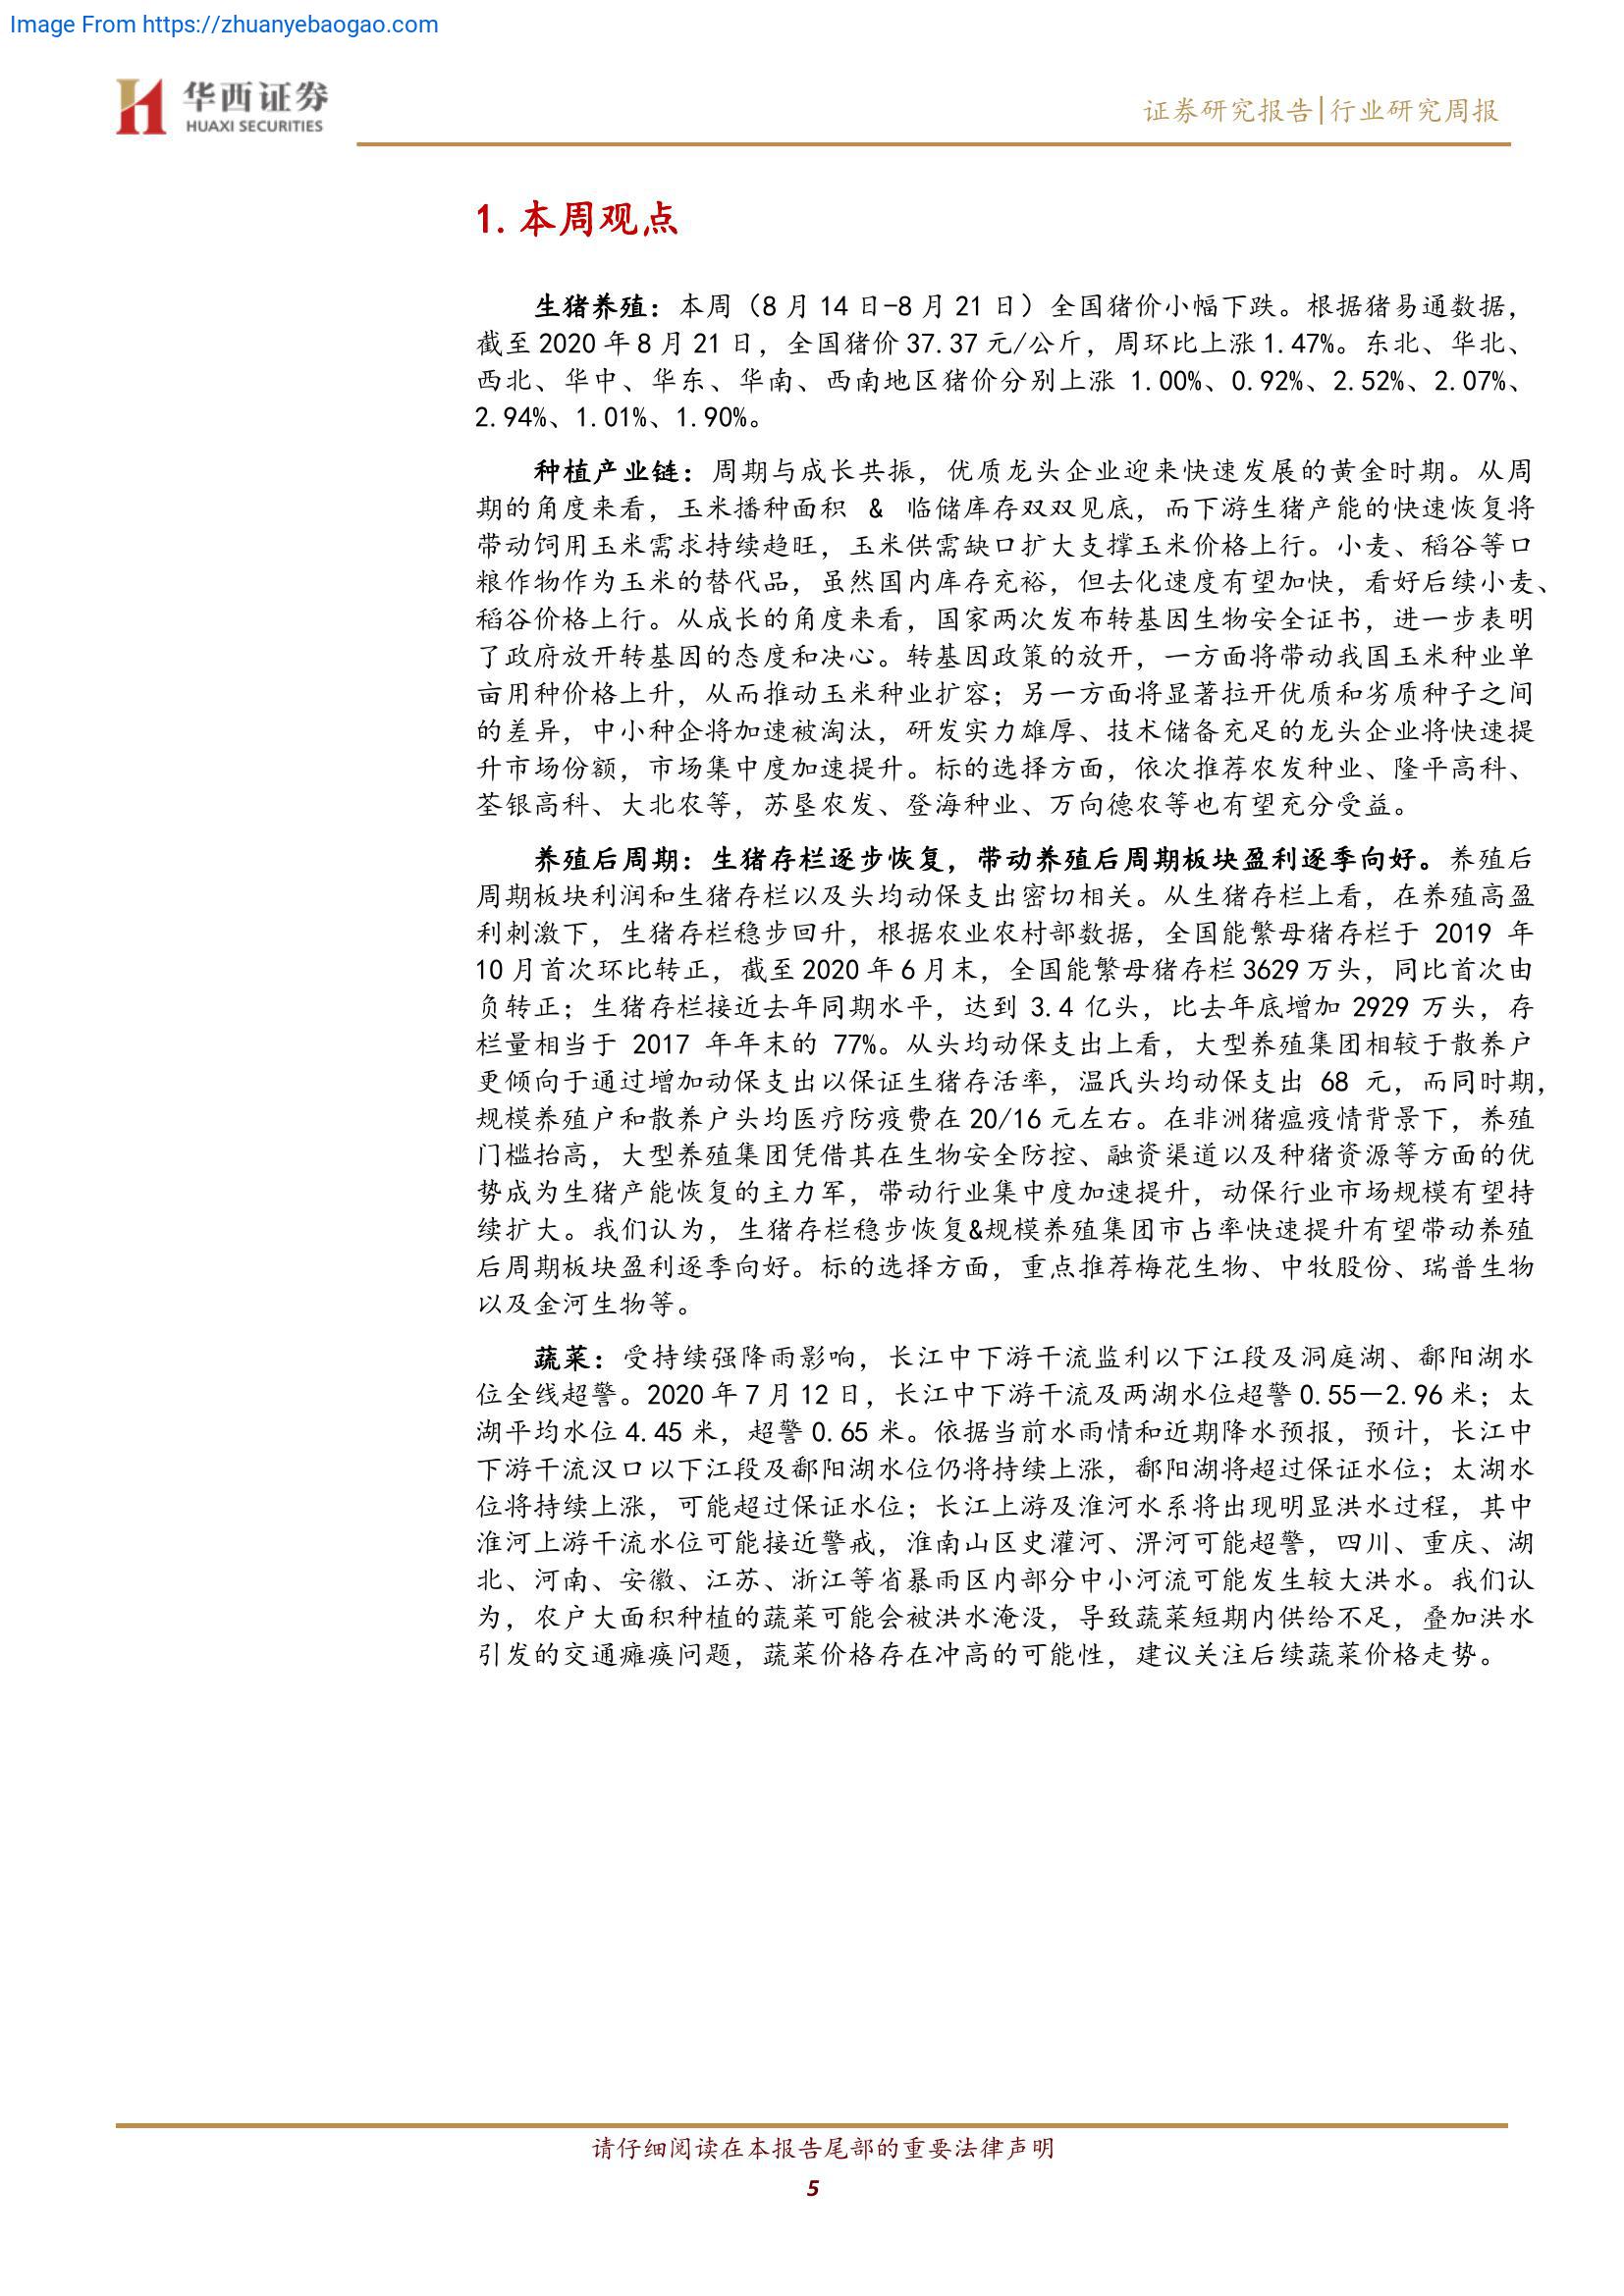 Image From https://zhuanyebaogao.com
华西证券
HUAXI SECURITIES
证券研究报告|行业研究周报
1.本周观点
生猪养殖：本周（8 月 14 日-8 月 21 日）全国猪价小幅下跌。根据猪易通数据，
截至 2020 年 8 月 21 日，全国猪价 37.37 元/公斤，周环比上涨 1.47%。东北、华北、
西北、华中、华东、华南、西南地区猪价分别上涨 1.00%、0.92%、2.52%、2.07%、
2.94%、1.01%、1.90%。
种植产业链：周期与成长共振，优质龙头企业迎来快速发展的黄金时期。从周
期的角度来看，玉米播种面积 & 临储库存双双见底，而下游生猪产能的快速恢复将
带动饲用玉米需求持续趋旺，玉米供需缺口扩大支撑玉米价格上行。小麦、稻谷等口
粮作物作为玉米的替代品，虽然国内库存充裕，但去化速度有望加快，看好后续小麦、
稻谷价格上行。从成长的角度来看，国家两次发布转基因生物安全证书，进一步表明
了政府放开转基因的态度和决心。转基因政策的放开，一方面将带动我国玉米种业单
亩用种价格上升，从而推动玉米种业扩容；另一方面将显著拉开优质和劣质种子之间
的差异，中小种企将加速被淘汰，研发实力雄厚、技术储备充足的龙头企业将快速提
升市场份额，市场集中度加速提升。标的选择方面，依次推荐农发种业、隆平高科、
荃银高科、大北农等，苏垦农发、登海种业、万向德农等也有望充分受益。
养殖后周期：生猪存栏逐步恢复，带动养殖后周期板块盈利逐季向好。养殖后
周期板块利润和生猪存栏以及头均动保支出密切相关。从生猪存栏上看，在养殖高盈
利刺激下，生猪存栏稳步回升，根据农业农村部数据，全国能繁母猪存栏于 2019 年
10 月首次环比转正，截至 2020 年 6 月末，全国能繁母猪存栏 3629 万头，同比首次由
负转正；生猪存栏接近去年同期水平，达到 3.4 亿头，比去年底增加 2929 万头，存
栏量相当于 2017 年年末的 77%。从头均动保支出上看，大型养殖集团相较于散养户
更倾向于通过增加动保支出以保证生猪存活率，温氏头均动保支出 68 元，而同时期，
规模养殖户和散养户头均医疗防疫费在 20/16 元左右。在非洲猪瘟疫情背景下，养殖
门槛抬高，大型养殖集团凭借其在生物安全防控、融资渠道以及种猪资源等方面的优
势成为生猪产能恢复的主力军，带动行业集中度加速提升，动保行业市场规模有望持
续扩大。我们认为，生猪存栏稳步恢复&规模养殖集团市占率快速提升有望带动养殖
后周期板块盈利逐季向好。标的选择方面，重点推荐梅花生物、中牧股份、瑞普生物
以及金河生物等。
蔬菜：受持续强降雨影响，长江中下游干流监利以下江段及洞庭湖、鄱阳湖水
位全线超警。2020 年 7 月 12 日，长江中下游干流及两湖水位超警 0.55—2.96 米；太
湖平均水位 4.45 米，超警 0.65 米。依据当前水雨情和近期降水预报，预计，长江中
下游干流汉口以下江段及鄱阳湖水位仍将持续上涨，鄱阳湖将超过保证水位；太湖水
位将持续上涨，可能超过保证水位；长江上游及淮河水系将出现明显洪水过程，其中
淮河上游干流水位可能接近警戒，淮南山区史灌河、淠河可能超警，四川、重庆、湖
北、河南、安徽、江苏、浙江等省暴雨区内部分中小河流可能发生较大洪水。我们认
为，农户大面积种植的蔬菜可能会被洪水淹没，导致蔬菜短期内供给不足，叠加洪水
引发的交通瘫痪问题，蔬菜价格存在冲高的可能性，建议关注后续蔬菜价格走势。
请仔细阅读在本报告尾部的重要法律声明
5